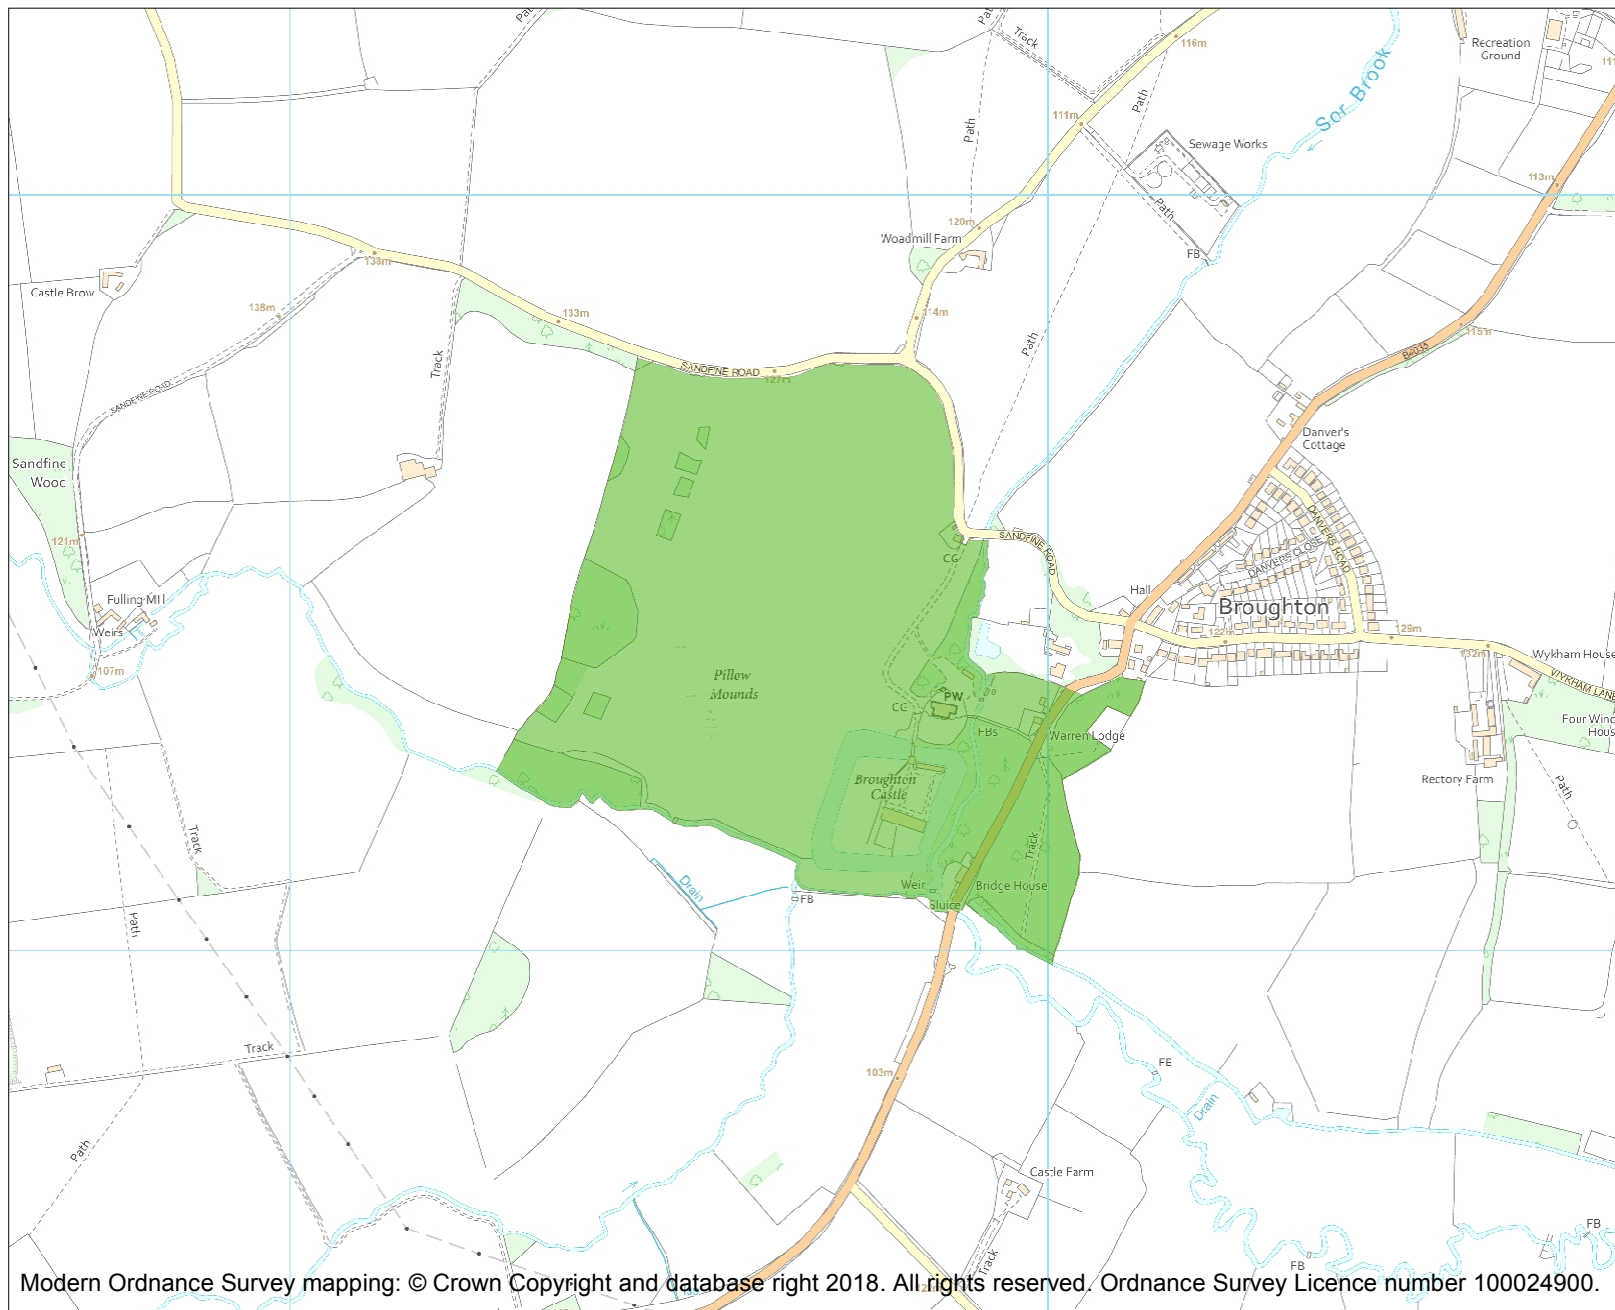 Path
Path
Track
116m
Sor Brook
Recreation
Ground
111m
Path
Path
Sewage Works
Path
113m
120m
Woadmill Farm
FB
138m
Castle Brow
138m
133m
114m
Path
115m
B4035
Track
SANDFINE ROAD
127m
SANDFINE ROAD
Danver's
Cottage
Sandfine
Wood
DANVERS ROAD
121m
SANDFINE ROAD
CG
DANVERS CLOSE
Hall
Broughton
Fulling Mill
Weirs
122m
129m
132m
Wykham House
107m
Pillow
Mounds
WYKHAM LANE
PW
CG
FBs
Warren Lodge
Four Wind
House
Broughton
Castle
Rectory Farm
Path
Track
Track
Drain
Weir
Bridge House
FB
Sluice
Path
Track
103m
FB
Drain
Path
Castle Farm
FB
Track
FB
Modern Ordnance Survey mapping: © Crown Copyright and database right 2018. All rights reserved. Ordnance Survey Licence number 100024900.